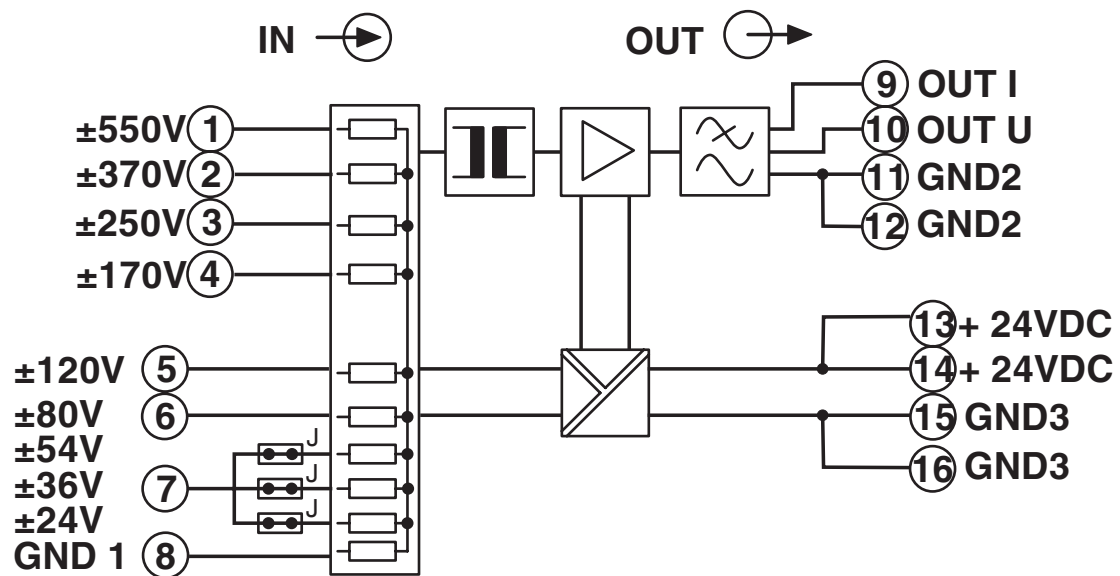 IN
OUT
±550V 1
±370V 2
±250V 3
±170V 4
±120V 5
±80V 6
±54V J
±36V 7 J
±24V J
GND 1 8
9 OUT I
10 OUT U
11 GND2
12 GND2
13 + 24VDC
14 + 24VDC
15 GND3
16 GND3